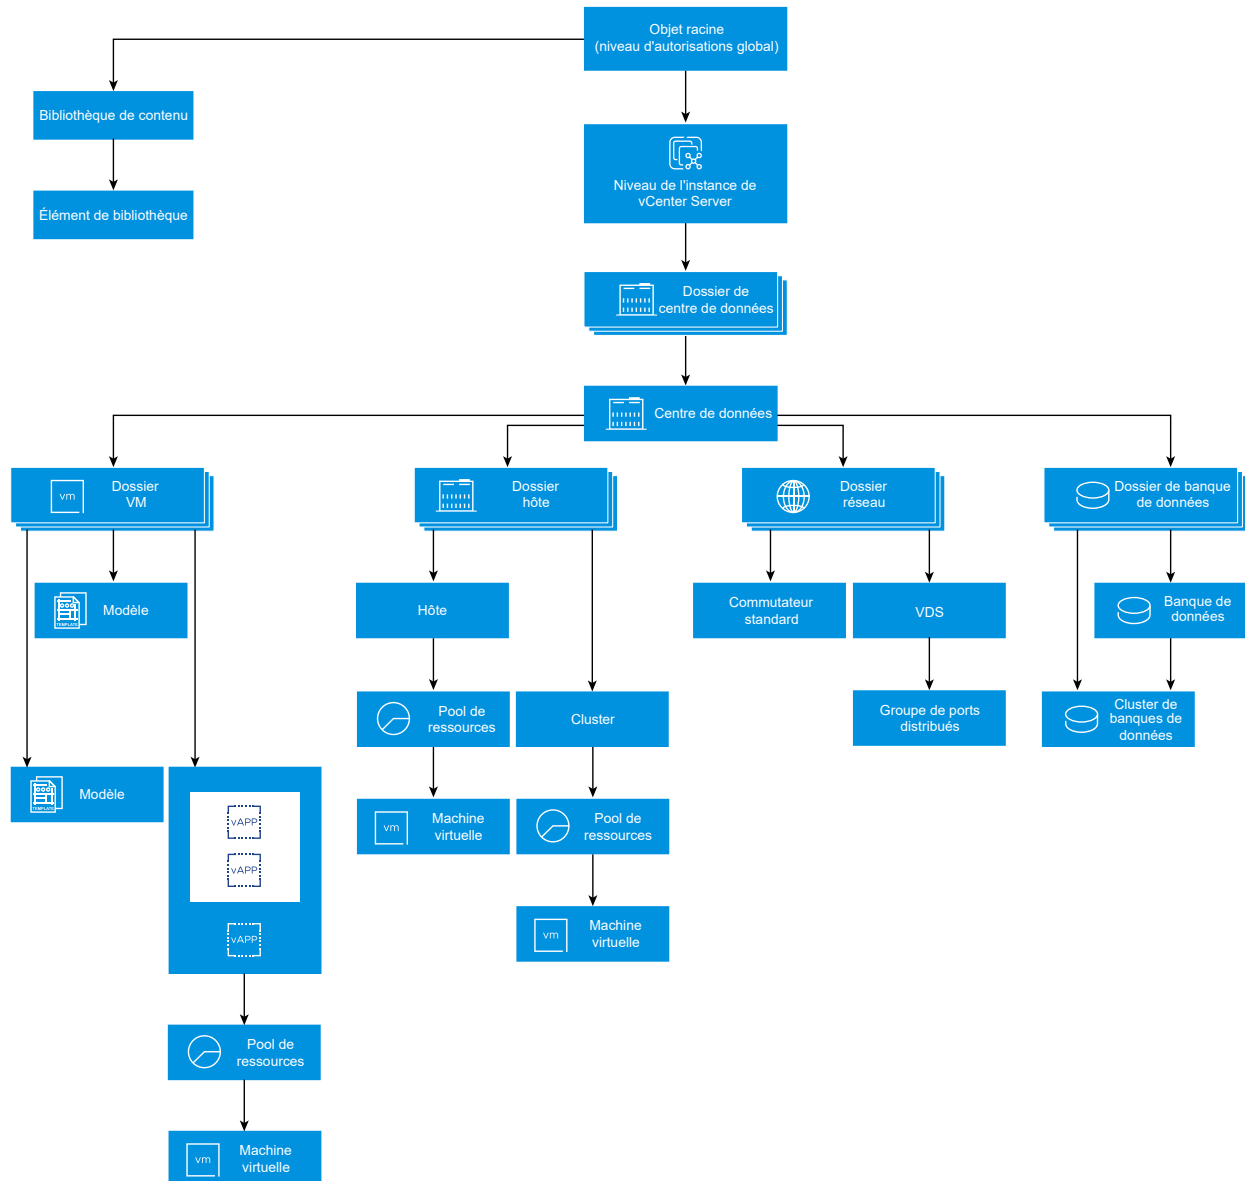 Objet racine
(niveau d'autorisations global)
Bibliothèque de contenu
Niveau de l'instance de
vCenter Server
Élément de bibliothèque
Dossier de
centre de données
Centre de données
vm
Dossier
VM
Dossier
hôte
Dossier
réseau
Dossier de banque
de données
TEMPLATE
Modèle
Hôte
Commutateur
standard
VDS
Banque de
données
Pool de
ressources
Cluster
Groupe de ports
distribués
Cluster de
banques de
données
TEMPLATE
Modèle
vAPP
vAPP
vAPP
vm
Machine
virtuelle
Pool de
ressources
vm
Machine
virtuelle
Pool de
ressources
vm
Machine
virtuelle